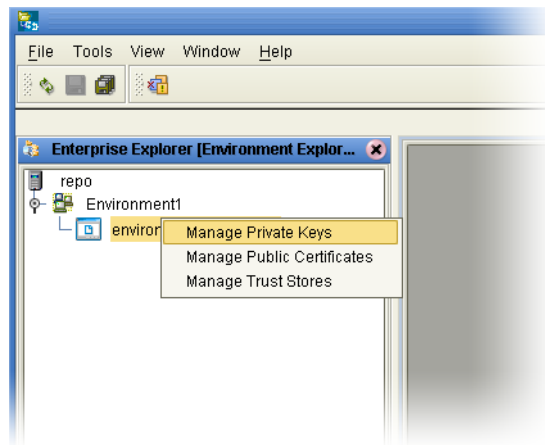 File Tools View Window Help
Enterprise Explorer [Environment Explor...
repo
Environment1
environ
Manage Private Keys
Manage Public Certificates
Manage Trust Stores